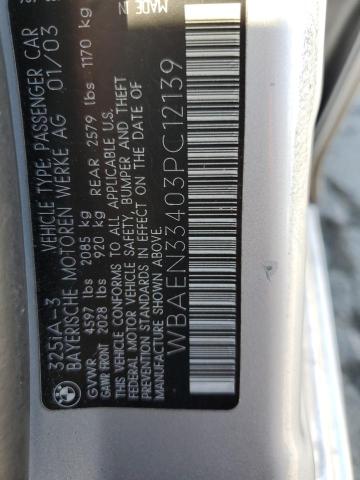 325iA-3 VEHICLE TYPE: PASSENGER CAR
BAYERISCHE MOTOREN WERKE AG 01/03
GVWR 4597 lbs 2085 kg
GAWR FRONT 2028 lbs 920 kg REAR 2579 lbs 1170 kg
THIS VEHICLE CONFORMS TO ALL APPLICABLE U.S.
FEDERAL MOTOR VEHICLE SAFETY, BUMPER AND THEFT
PREVENTION STANDARDS IN EFFECT ON THE DATE OF
MANUFACTURE SHOWN ABOVE.
WBAEN33403PC12139
MADE IN